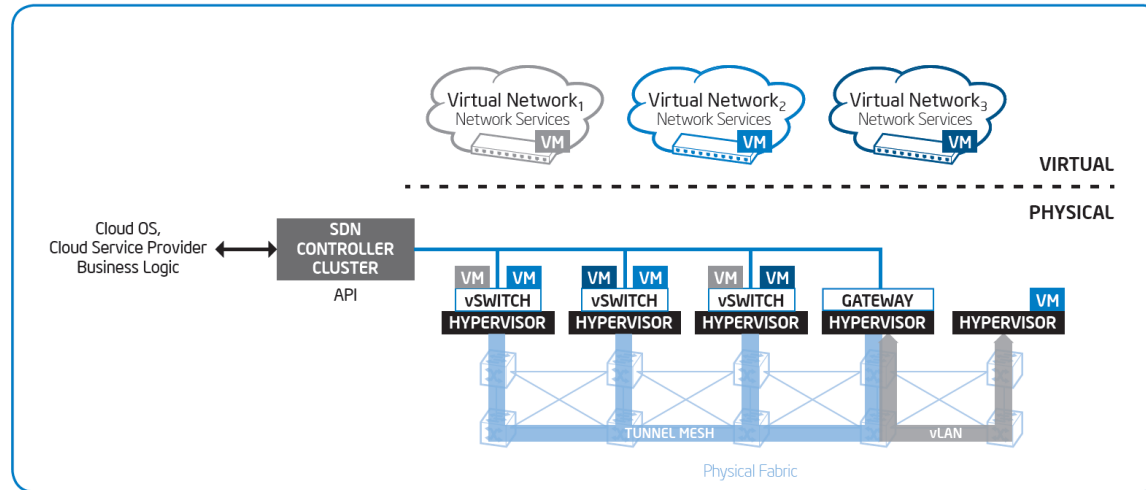 Virtual Network1
Network Services
VM
Virtual Network2
Network Services
VM
Virtual Network3
Network Services
VM
VIRTUAL
PHYSICAL
Cloud OS,
Cloud Service Provider
Business Logic
SDN
CONTROLLER
CLUSTER
API
VM VM
vSWITCH
HYPERVISOR
VM VM
vSWITCH
HYPERVISOR
VM VM
vSWITCH
HYPERVISOR
GATEWAY
HYPERVISOR
VM
HYPERVISOR
TUNNEL MESH
vLAN
Physical Fabric